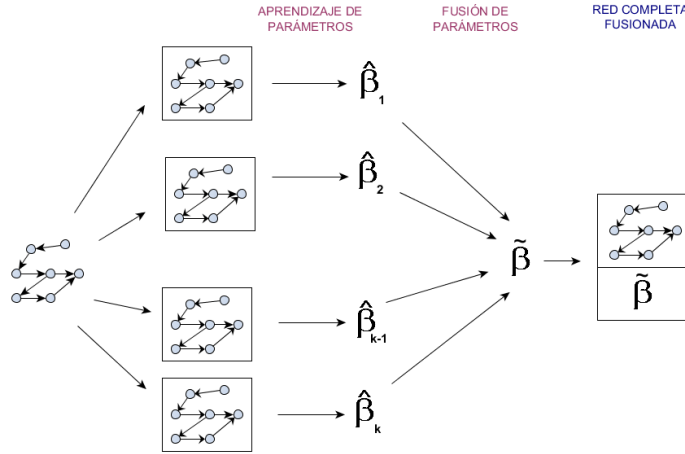 APRENDIZAJE DE
PARÁMETROS
FUSIÓN DE
PARÁMETROS
RED COMPLETA
FUSIONADA
β̂₁
β̂₂
β̂ₖ₋₁
β̂ₖ
β̃
β̃